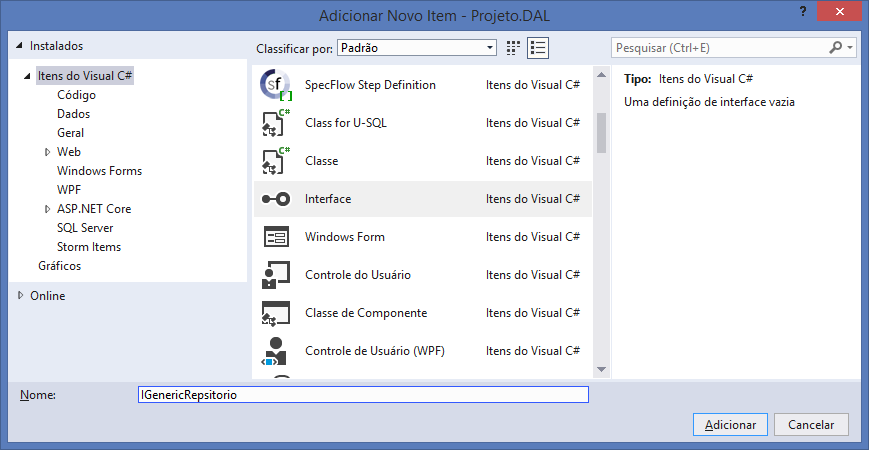 Adicionar Novo Item - Projeto.DAL
? ×
Instalados
Classificar por: Padrão
Pesquisar (Ctrl+E)
Itens do Visual C#
Código
Dados
Geral
Web
Windows Forms
WPF
ASP.NET Core
SQL Server
Storm Items
Gráficos
Online
sf [] SpecFlow Step Definition Itens do Visual C#
C# Class for U-SQL Itens do Visual C#
C# Classe Itens do Visual C#
Interface Itens do Visual C#
Windows Form Itens do Visual C#
Controle do Usuário Itens do Visual C#
Classe de Componente Itens do Visual C#
Controle de Usuário (WPF) Itens do Visual C#
Tipo: Itens do Visual C#
Uma definição de interface vazia
Nome: IGenericRepsitorio
Adicionar Cancelar